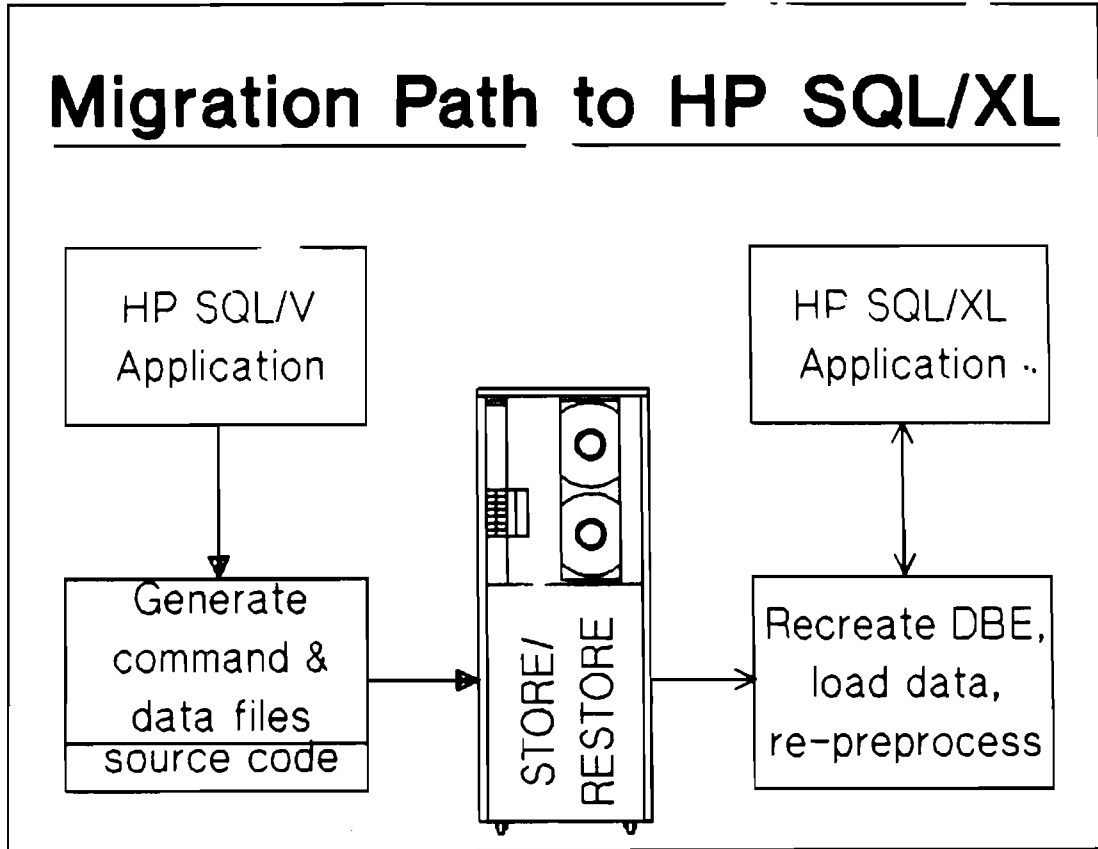 Migration Path to HP SQL/XL
HP SQL/V
Application
HP SQL/XL
Application
Generate
command &
data files
source code
STORE/
RESTORE
Recreate DBE,
load data,
re-preprocess